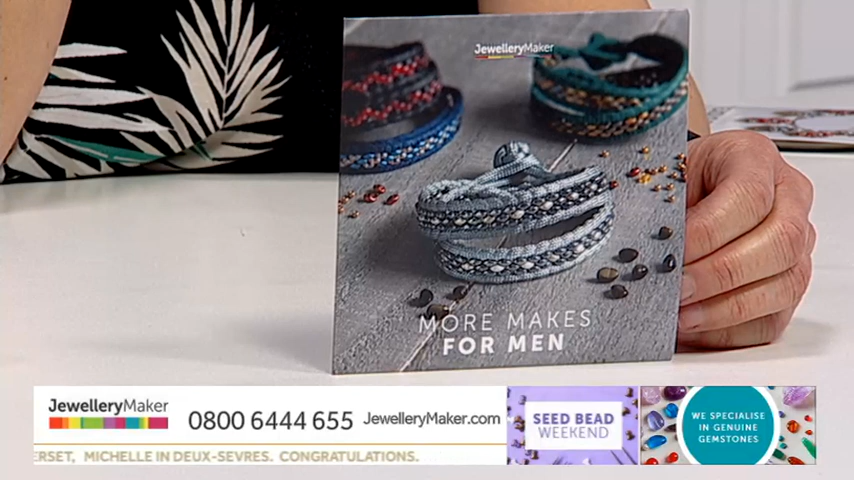 JewelleryMaker
MORE MAKES
FOR MEN
JewelleryMaker
0800 6444 655
JewelleryMaker.com
SEED BEAD
WEEKEND
WE SPECIALISE
IN GENUINE
GEMSTONES
ERSET, MICHELLE IN DEUX-SEVRES. CONGRATULATIONS.